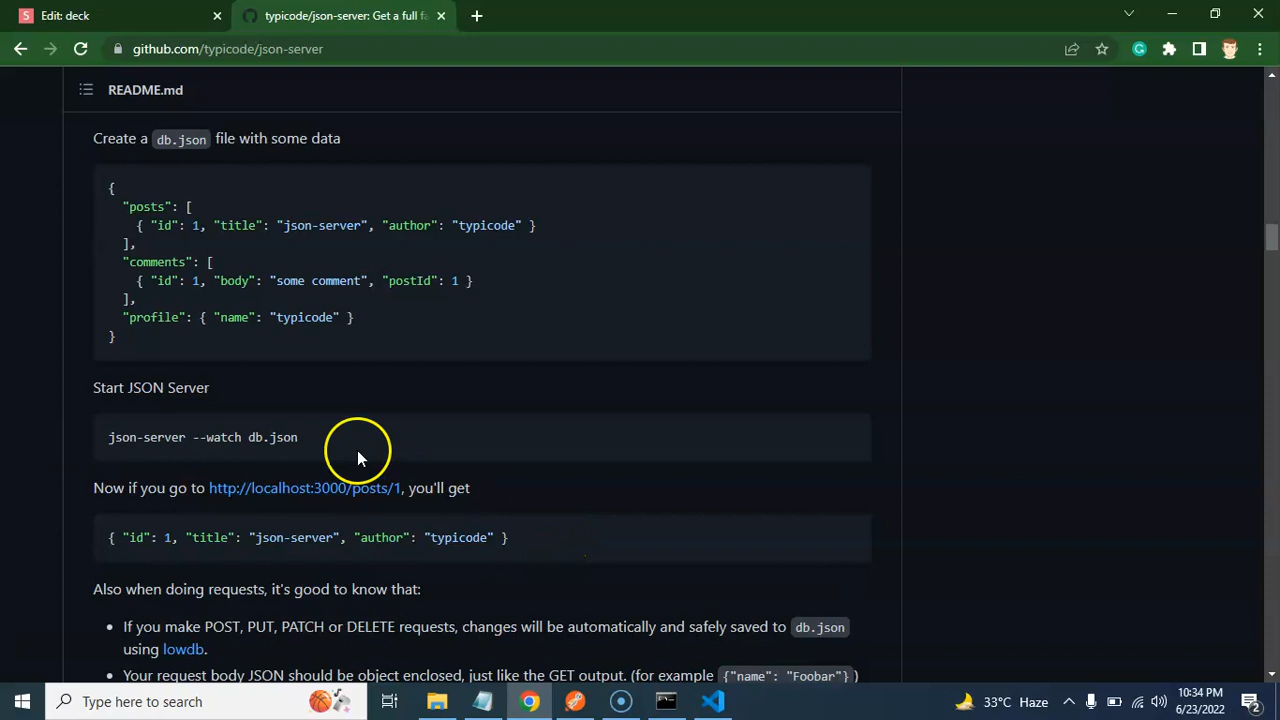 Edit: deck
typicode/json-server: Get a full fa
github.com/typicode/json-server
README.md
Create a db.json file with some data
{
"posts": [
{ "id": 1, "title": "json-server", "author": "typicode" }
],
"comments": [
{ "id": 1, "body": "some comment", "postId": 1 }
],
"profile": { "name": "typicode" }
}
Start JSON Server
json-server --watch db.json
Now if you go to http://localhost:3000/posts/1, you'll get
{ "id": 1, "title": "json-server", "author": "typicode" }
Also when doing requests, it's good to know that:
• If you make POST, PUT, PATCH or DELETE requests, changes will be automatically and safely saved to db.json
using lowdb.
• Your request body JSON should be object enclosed, just like the GET output. (for example {"name": "Foobar"})
Type here to search
33°C Haze
10:34 PM
6/23/2022
2